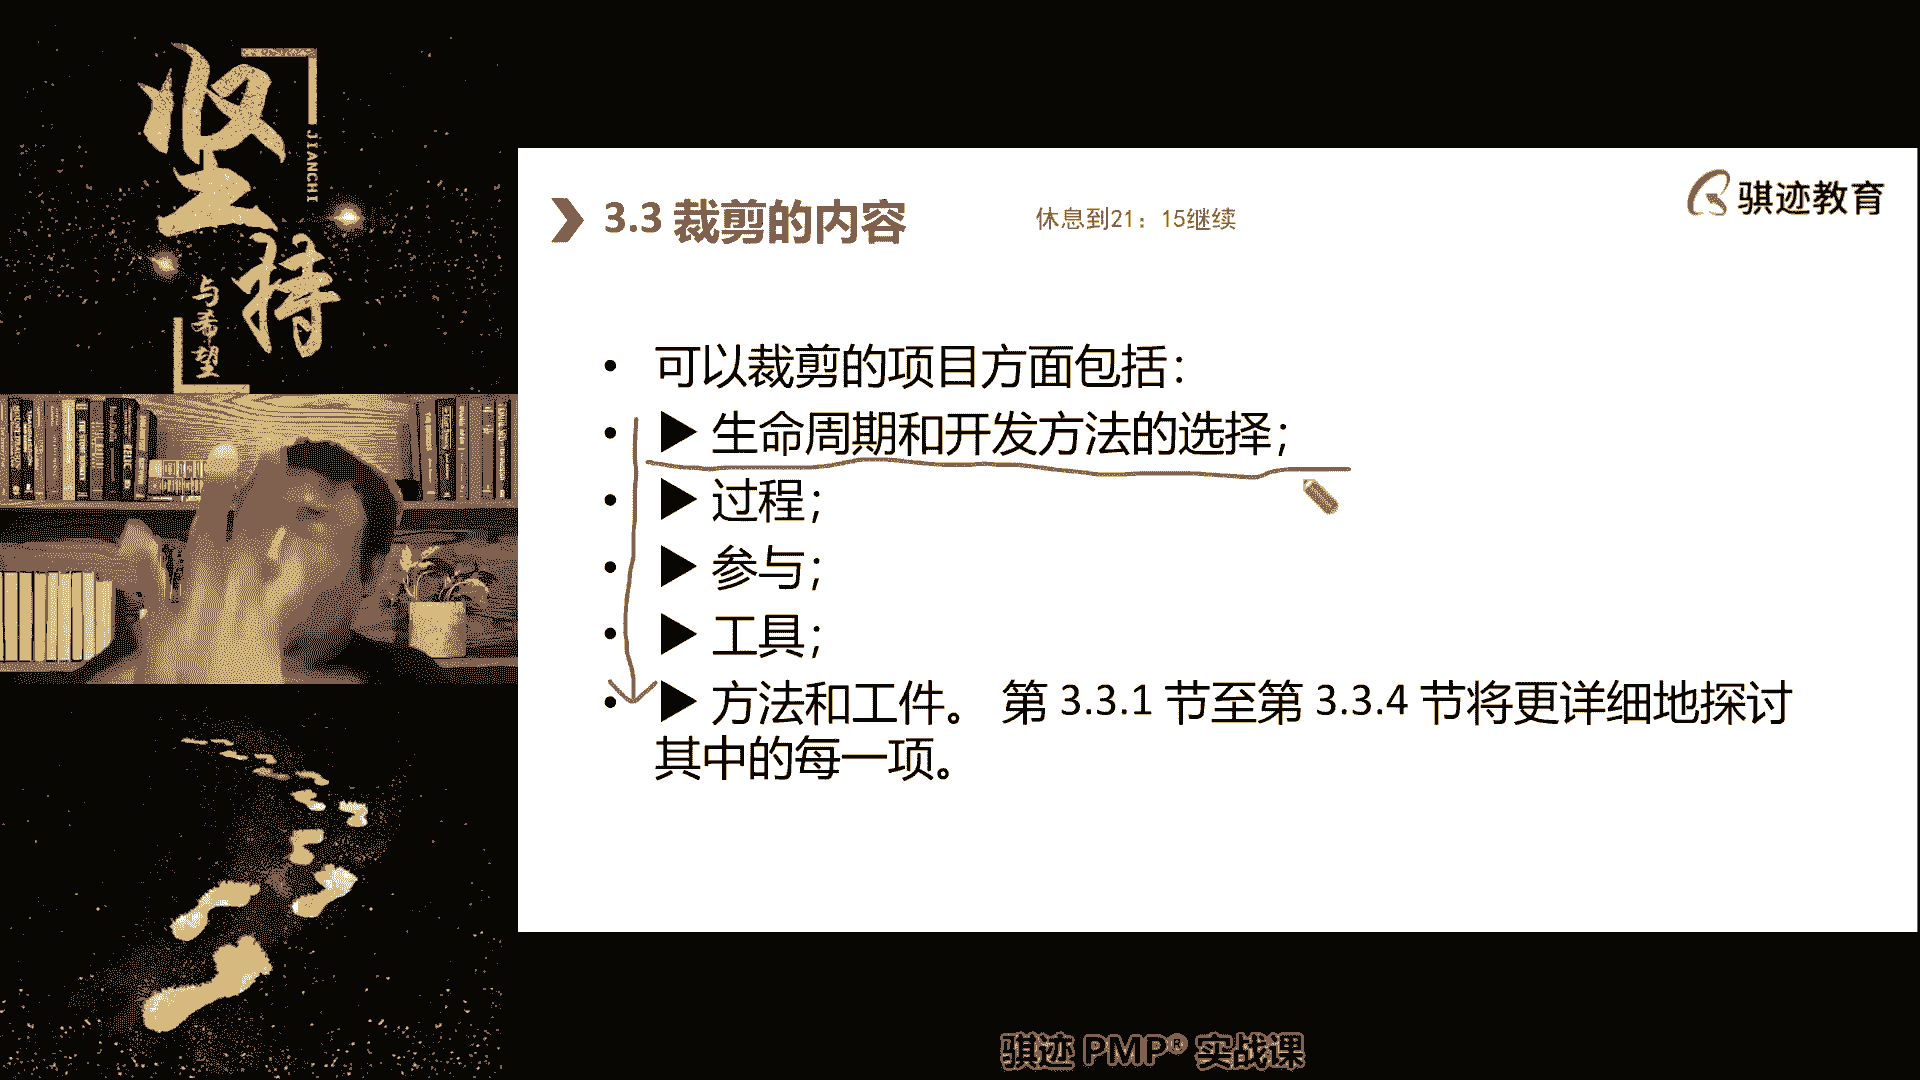 坚持
JIANCHI
与希望
3.3 裁剪的内容
休息到21：15继续
骐迹教育
• 可以裁剪的项目方面包括：
• ▶ 生命周期和开发方法的选择；
• ▶ 过程；
• ▶ 参与；
• ▶ 工具；
• ▶ 方法和工件。 第 3.3.1 节至第 3.3.4 节将更详细地探讨
其中的每一项。
骐迹 PMP® 实战课